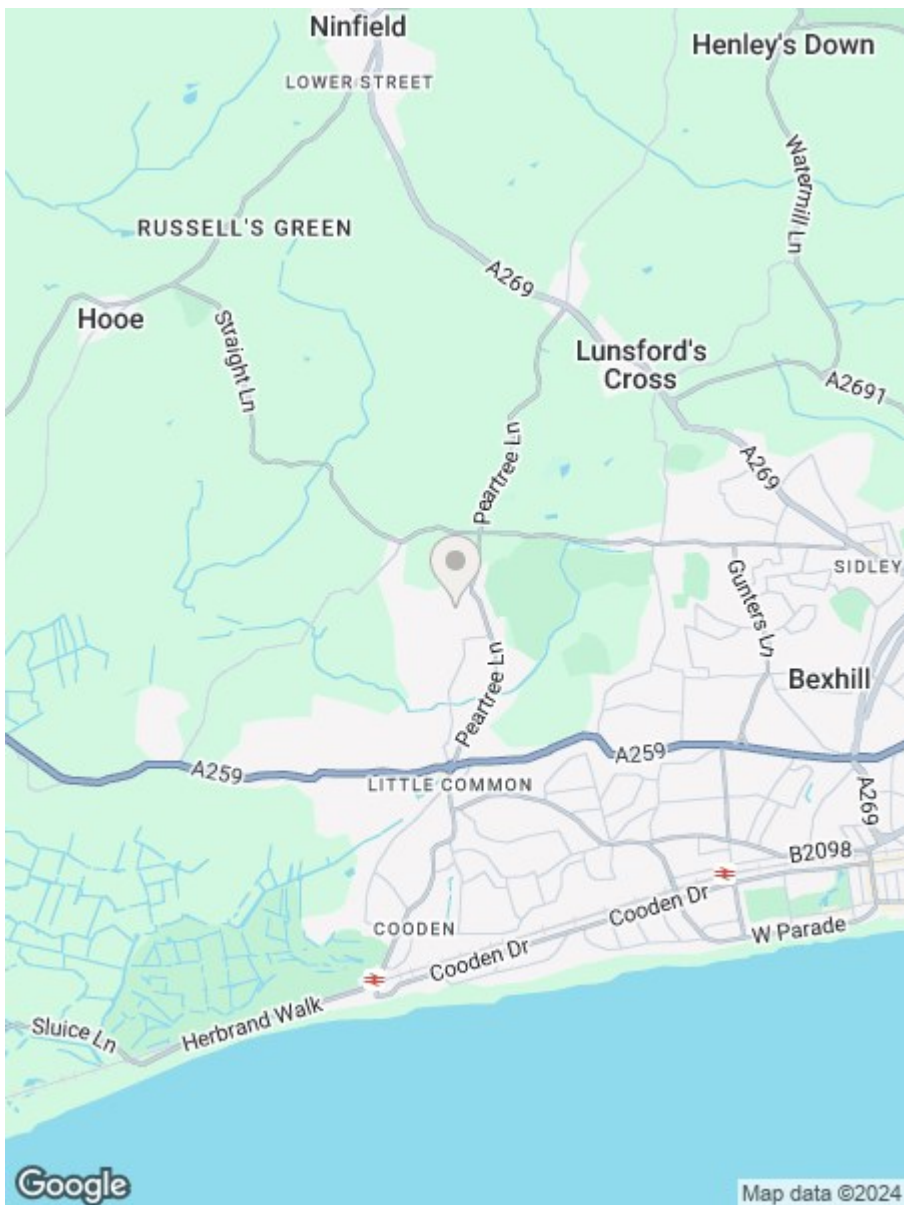 Ninfield
Henley's Down
LOWER STREET
Watermill Ln
RUSSELL'S GREEN
A269
Hooe
Straight Ln
Lunsford's
Cross
A2691
Peartree Ln
A269
SIDLEY
Gunters Ln
Peartree Ln
Bexhill
A259
A259
LITTLE COMMON
A269
B2098
COODEN
Cooden Dr
W Parade
Cooden Dr
Herbrand Walk
Sluice Ln
Google
Map data ©2024